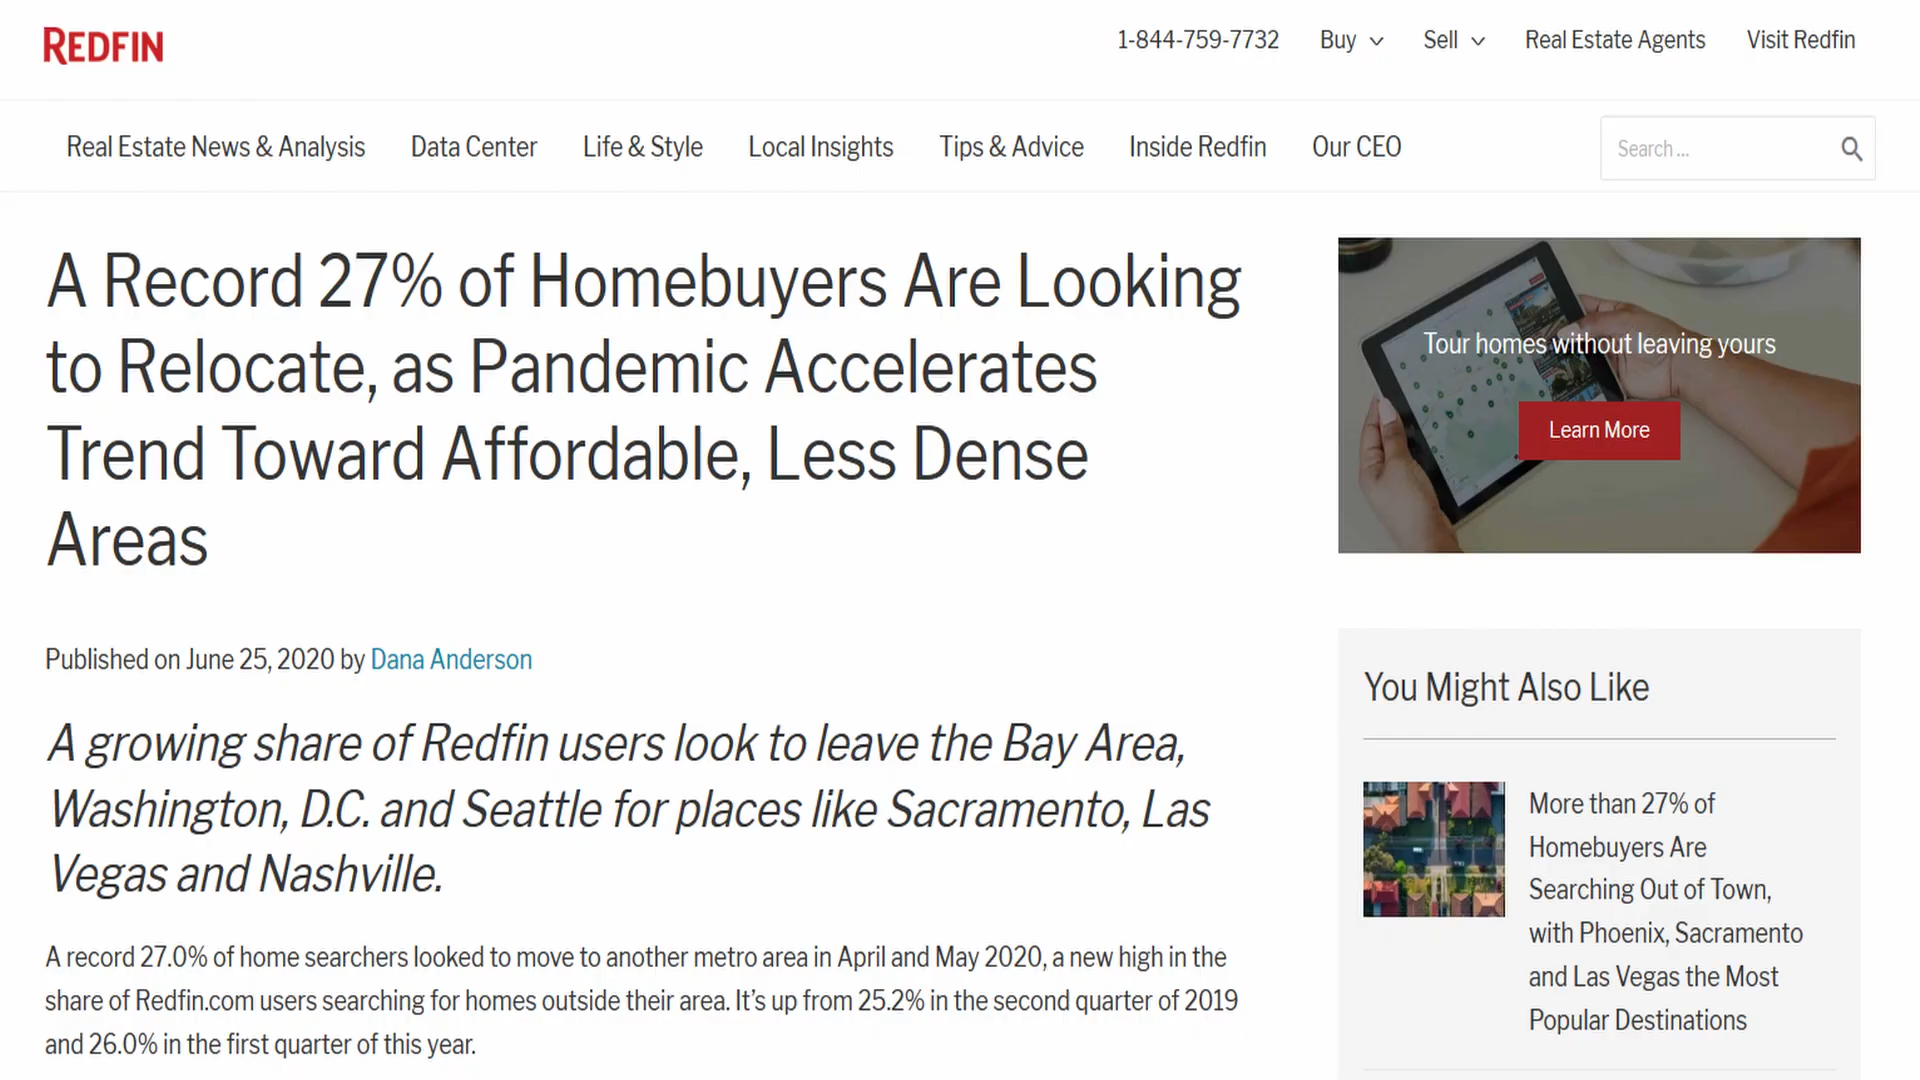 REDFIN
1-844-759-7732 Buy Sell Real Estate Agents Visit Redfin
Real Estate News & Analysis Data Center Life & Style Local Insights Tips & Advice Inside Redfin Our CEO Search ...
A Record 27% of Homebuyers Are Looking
to Relocate, as Pandemic Accelerates
Trend Toward Affordable, Less Dense
Areas
Published on June 25, 2020 by Dana Anderson
A growing share of Redfin users look to leave the Bay Area,
Washington, D.C. and Seattle for places like Sacramento, Las
Vegas and Nashville.
A record 27.0% of home searchers looked to move to another metro area in April and May 2020, a new high in the
share of Redfin.com users searching for homes outside their area. It’s up from 25.2% in the second quarter of 2019
and 26.0% in the first quarter of this year.
Tour homes without leaving yours
Learn More
You Might Also Like
More than 27% of
Homebuyers Are
Searching Out of Town,
with Phoenix, Sacramento
and Las Vegas the Most
Popular Destinations